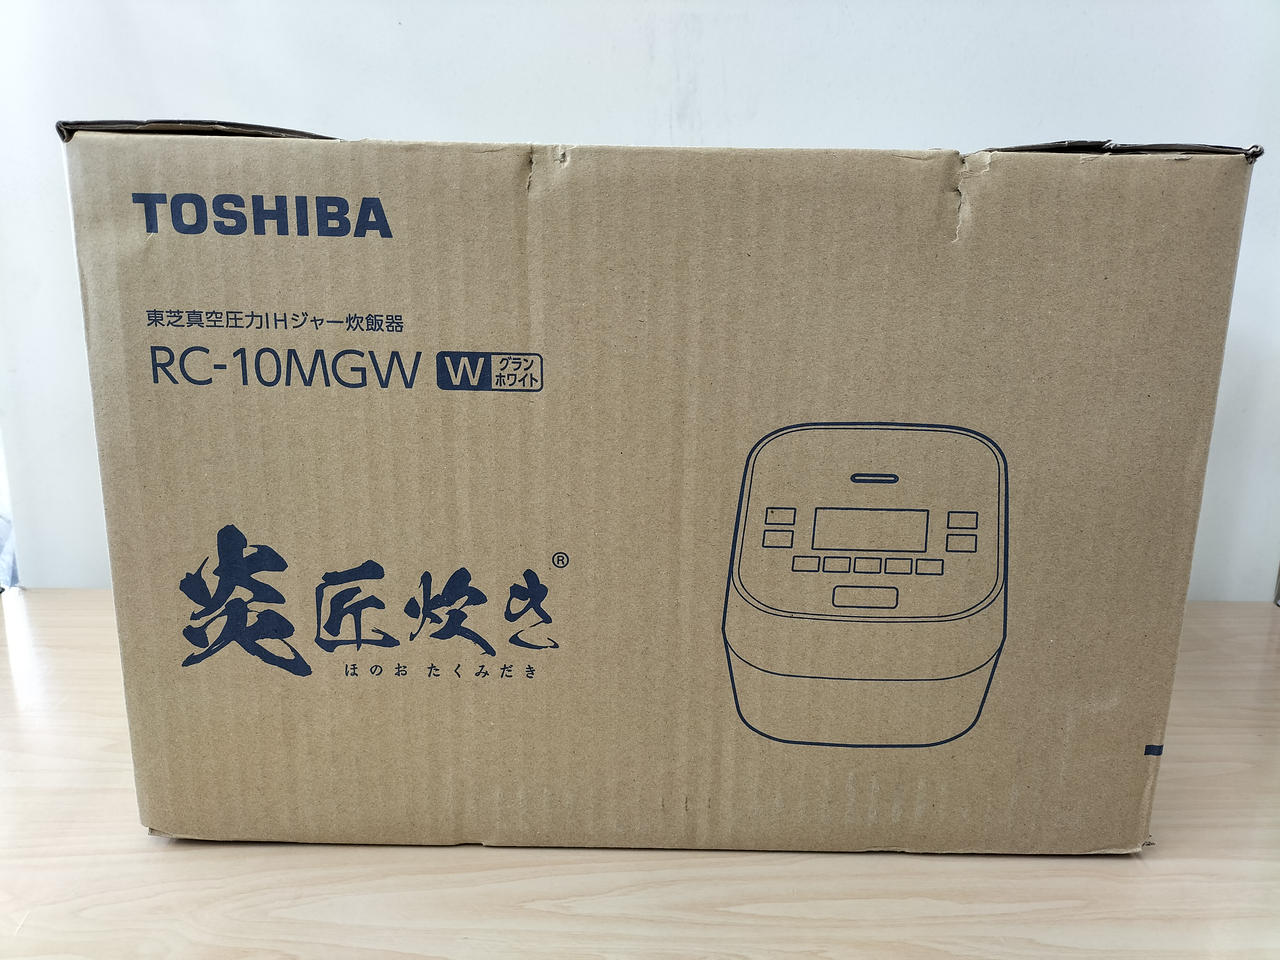 TOSHIBA
東芝真空圧力IHジャー炊飯器
RC-10MGW W グラン
ホワイト
炎匠炊き®
ほのおたくみだき